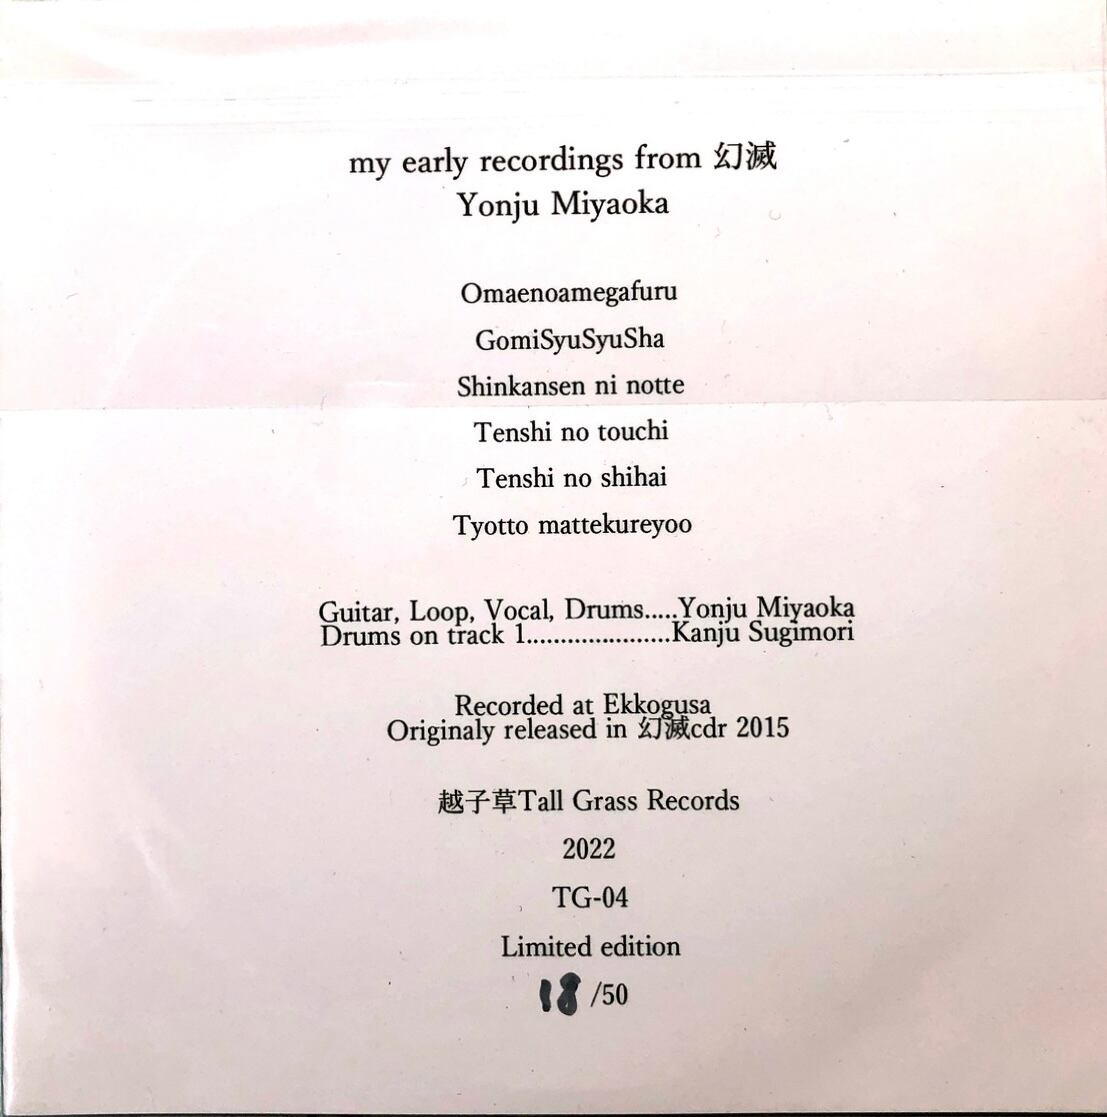 my early recordings from 幻滅
Yonju Miyaoka
Omaenoamegafuru
GomiSyuSyuSha
Shinkansen ni notte
Tenshi no touchi
Tenshi no shihai
Tyotto mattekureyoo
Guitar, Loop, Vocal, Drums.....Yonju Miyaoka
Drums on track 1.....................Kanju Sugimori
Recorded at Ekkogusa
Originaly released in 幻滅cdr 2015
越子草Tall Grass Records
2022
TG-04
Limited edition
18 /50